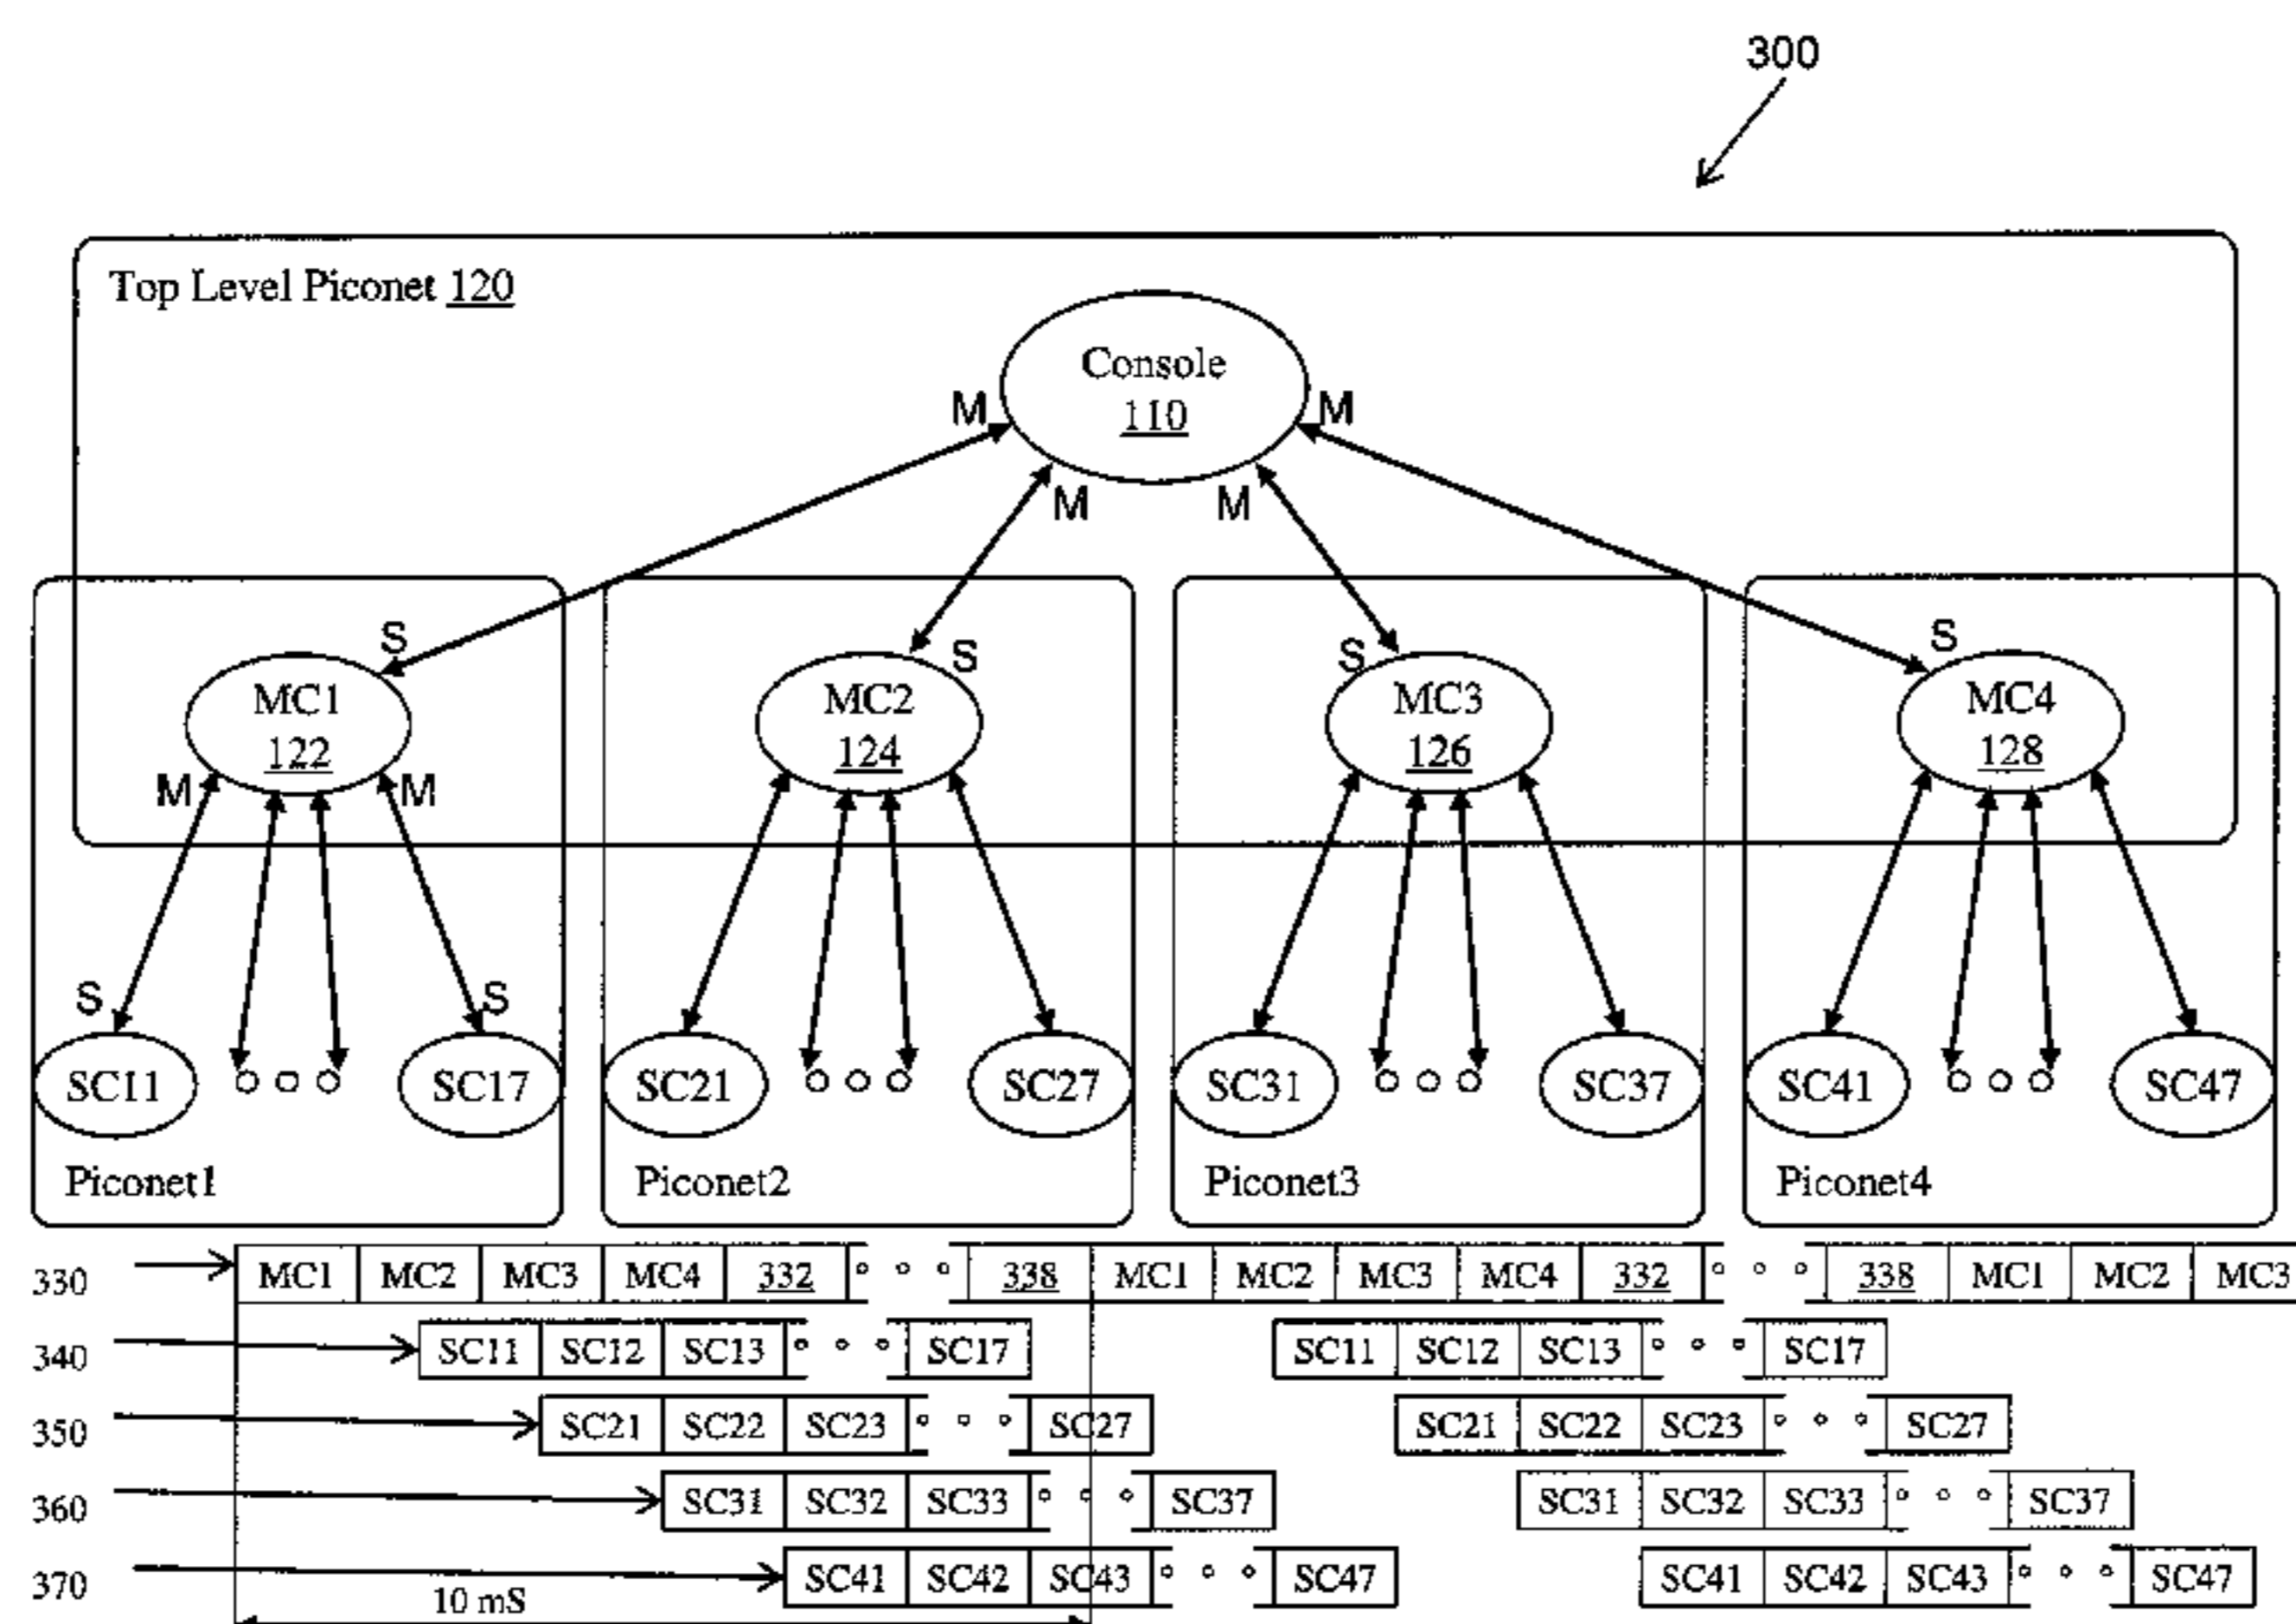 300
Top Level Piconet 120
Console
110
M M
M M
S S S S
MC1 MC2 MC3 MC4
122 124 126 128
M M
S S
SC11 SC17 SC21 SC27 SC31 SC37 SC41 SC47
Piconet1 Piconet2 Piconet3 Piconet4
330 MC1 MC2 MC3 MC4 332 338 MC1 MC2 MC3 MC4 332 338 MC1 MC2 MC3
340 SC11 SC12 SC13 SC17 SC11 SC12 SC13 SC17
350 SC21 SC22 SC23 SC27 SC21 SC22 SC23 SC27
360 SC31 SC32 SC33 SC37 SC31 SC32 SC33 SC37
370 SC41 SC42 SC43 SC47 SC41 SC42 SC43 SC47
10 mS